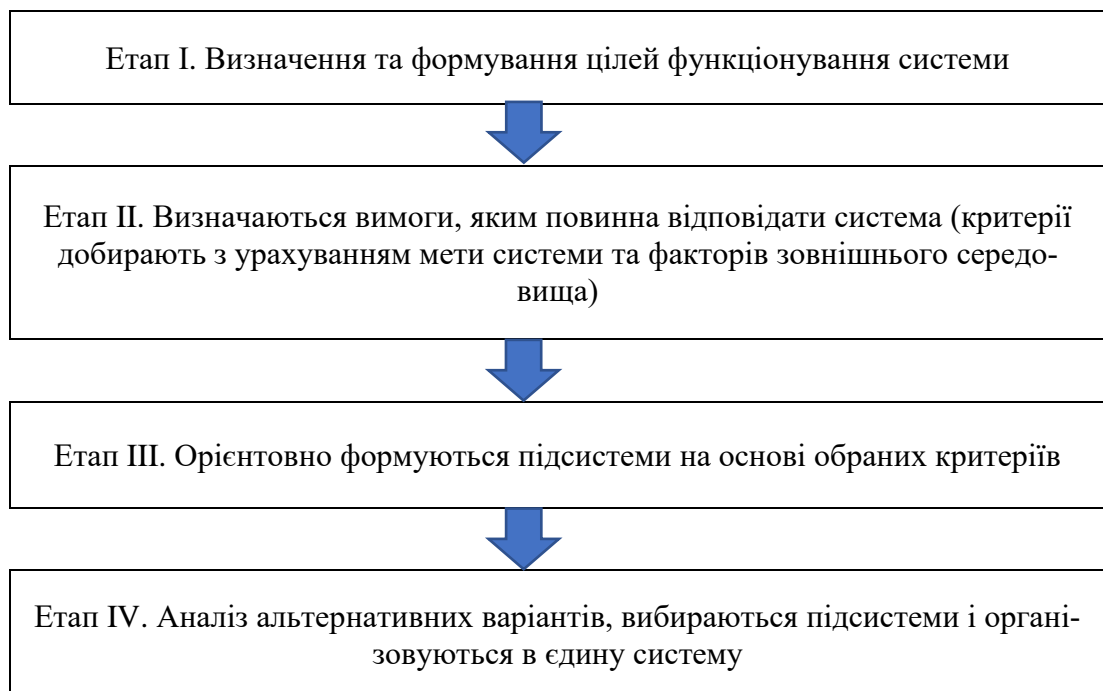 Етап І. Визначення та формування цілей функціонування системи
Етап ІІ. Визначаються вимоги, яким повинна відповідати система (критерії
добирають з урахуванням мети системи та факторів зовнішнього середо-
вища)
Етап ІІІ. Орієнтовно формуються підсистеми на основі обраних критеріїв
Етап IV. Аналіз альтернативних варіантів, вибираються підсистеми і органі-
зовуються в єдину систему